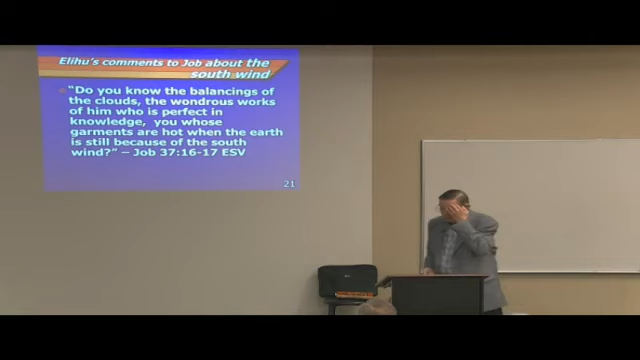 Elihu's comments to Job about the
south wind
"Do you know the balancings of
the clouds, the wondrous works
of him who is perfect in
knowledge, you whose
garments are hot when the earth
is still because of the south
wind?" – Job 37:16-17 ESV
21